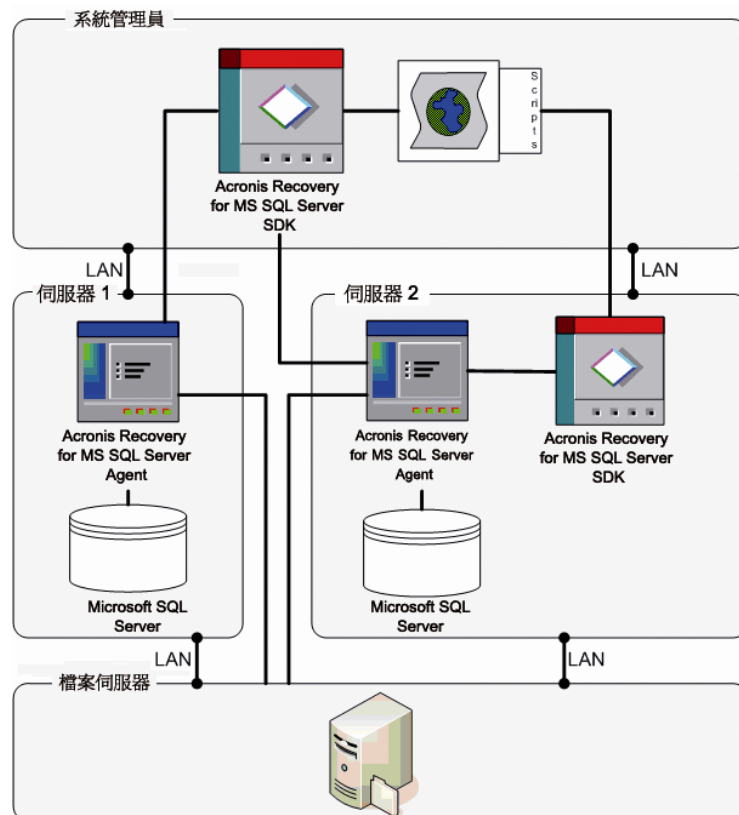 系統管理員
Scripts
Acronis Recovery
for MS SQL Server
SDK
LAN
LAN
伺服器 1
伺服器 2
Acronis Recovery
for MS SQL Server
Agent
Acronis Recovery
for MS SQL Server
Agent
Acronis Recovery
for MS SQL Server
SDK
Microsoft SQL
Server
Microsoft SQL
Server
LAN
LAN
檔案伺服器